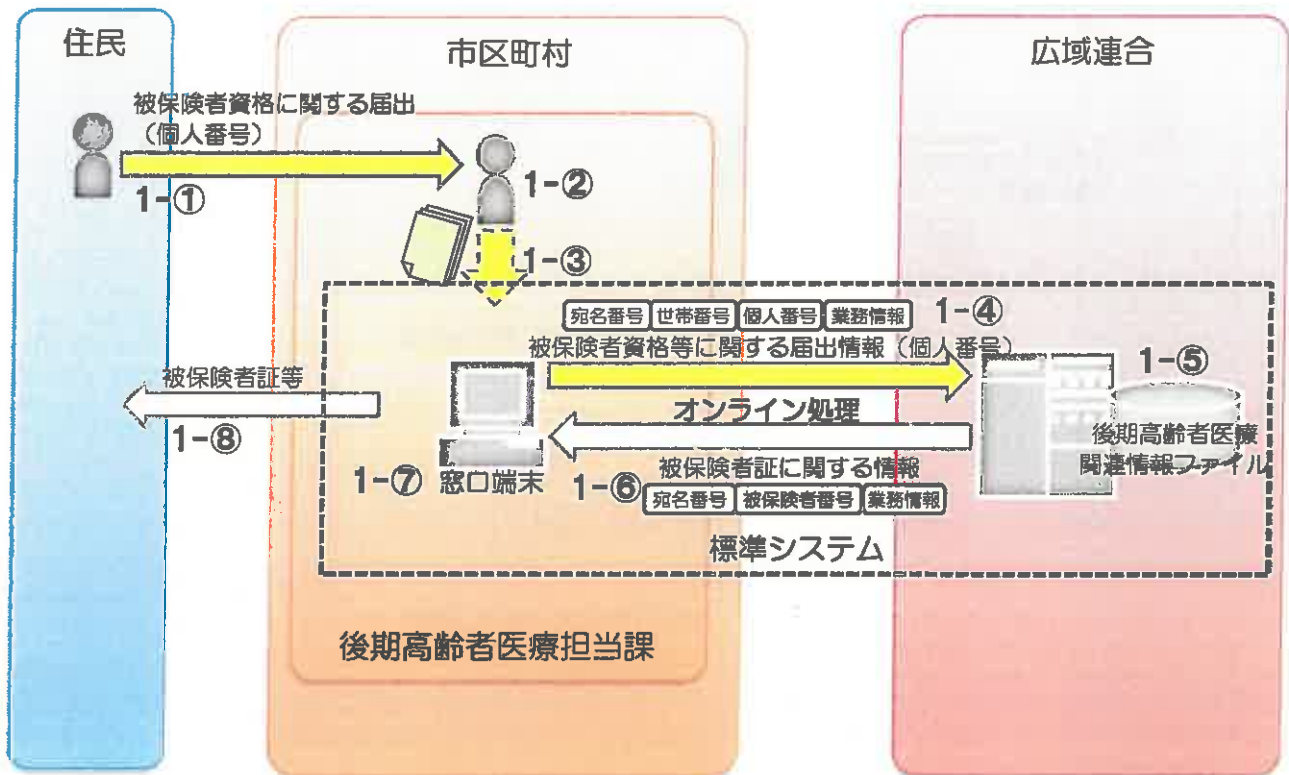 住民
市区町村
広域連合
被保険者資格に関する届出
（個人番号）
1-①
1-②
1-③
宛名番号 世帯番号 個人番号 業務情報
1-④
被保険者資格等に関する届出情報（個人番号）
1-⑤
オンライン処理
後期高齢者医療
関連情報ファイル
被保険者証等
1-⑧
被保険者証に関する情報
1-⑦ 窓口端末
1-⑥
宛名番号 被保険者番号 業務情報
標準システム
後期高齢者医療担当課